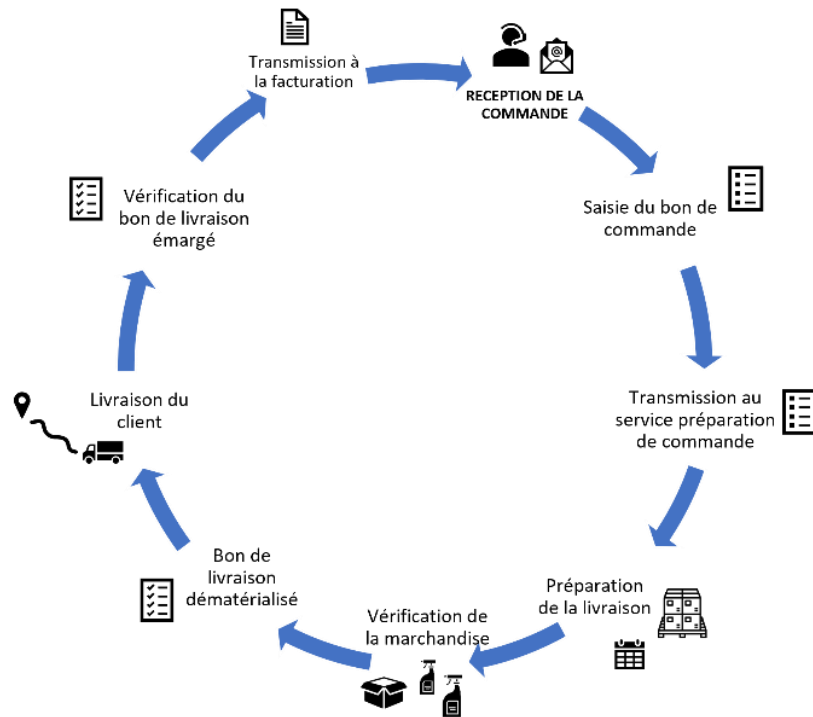 RECEPTION DE LA
COMMANDE
Saisie du bon de
commande
Transmission au
service préparation
de commande
Préparation
de la livraison
Vérification de
la marchandise
Bon de
livraison
dématérialisé
Livraison du
client
Vérification du
bon de livraison
émargé
Transmission à
la facturation